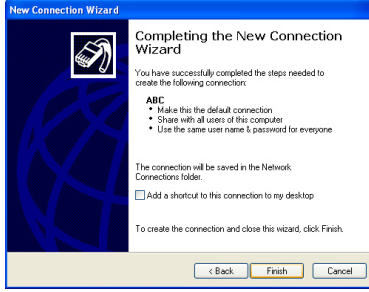 New Connection Wizard
Completing the New Connection
Wizard
You have successfully completed the steps needed to
create the following connection:
ABC
• Make this the default connection
• Share with all users of this computer
• Use the same user name & password for everyone
The connection will be saved in the Network
Connections folder.
Add a shortcut to this connection to my desktop
To create the connection and close this wizard, click Finish.
< Back Finish Cancel